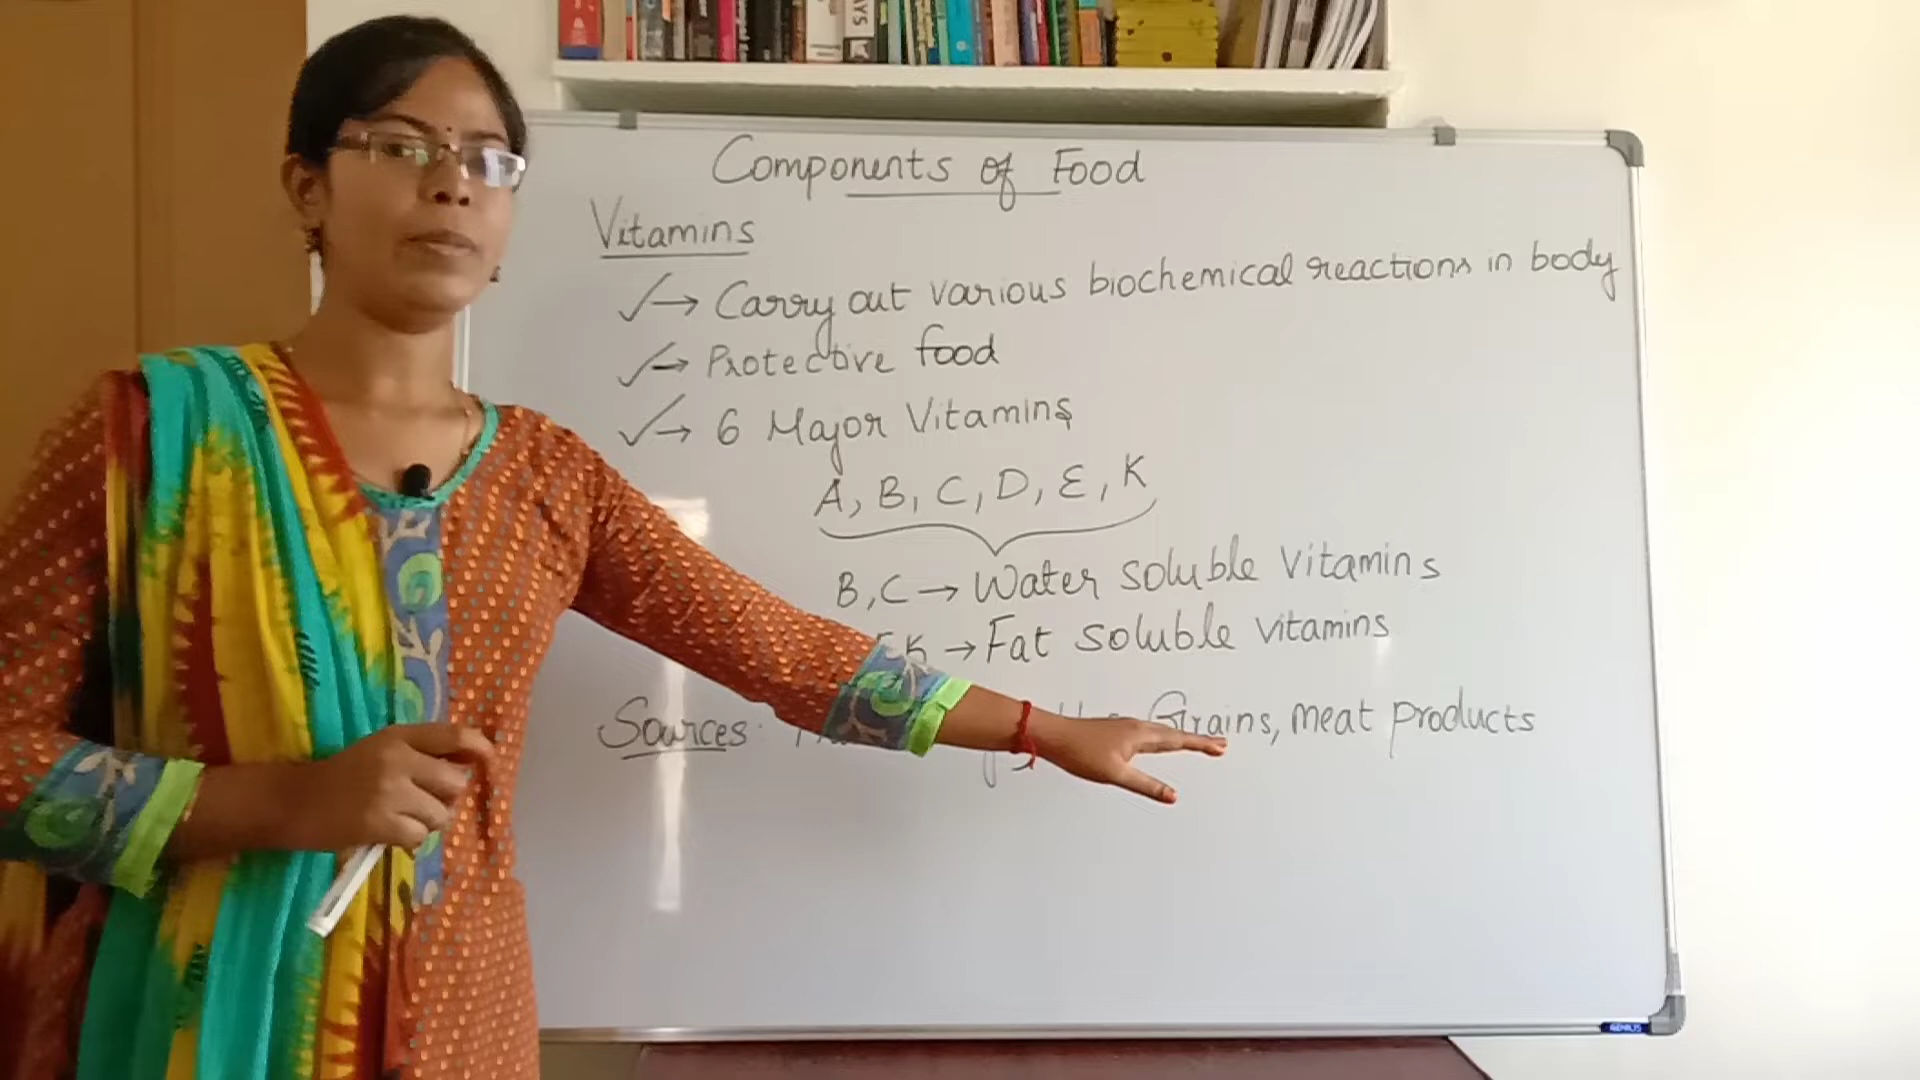 Components of Food
Vitamins
→ Carry out various biochemical reactions in body
→ Protective food
→ 6 Major Vitamins
A, B, C, D, E, K
B, C → Water soluble vitamins
E K → Fat soluble vitamins
Sources: Grains, meat products